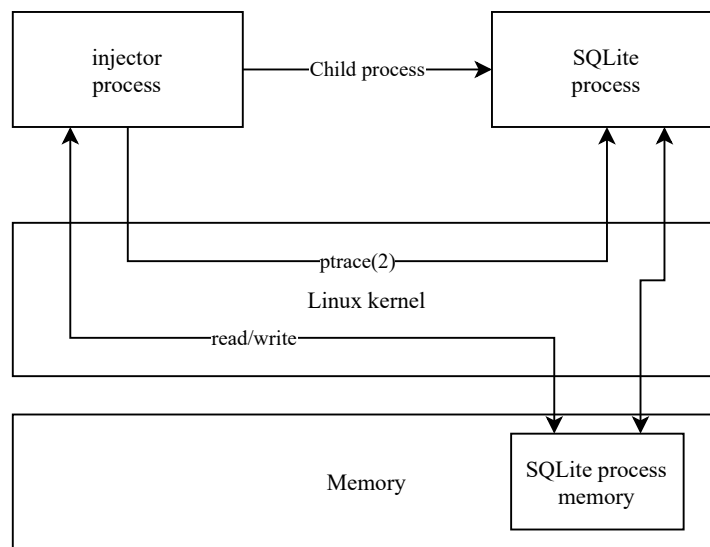 injector
process
Child process
SQLite
process
ptrace(2)
Linux kernel
read/write
Memory
SQLite process
memory